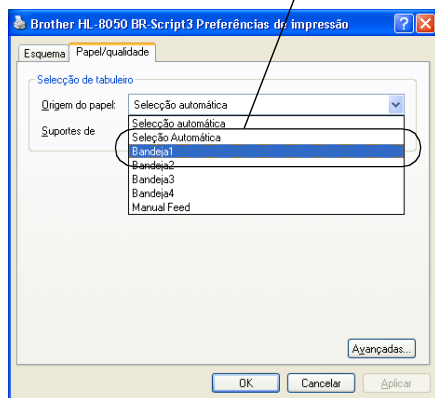 Brother HL-8050 BR-Script3 Preferências de impressão
Esquema Papel/qualidade
Selecção de tabuleiro
Origem do papel: Selecção automática
Suportes de
Selecção automática
Seleção Automática
Bandeja1
Bandeja2
Bandeja3
Bandeja4
Manual Feed
Avançadas...
OK Cancelar Aplicar